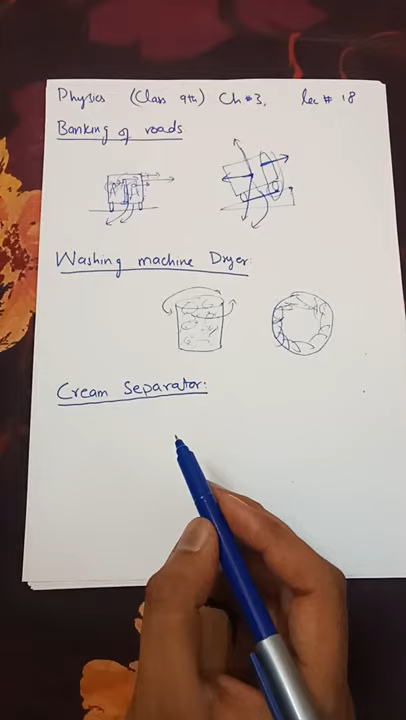 Physics (Class 9th) Ch #3, lec # 18
Banking of roads
Washing machine Dryer
Cream Separator: